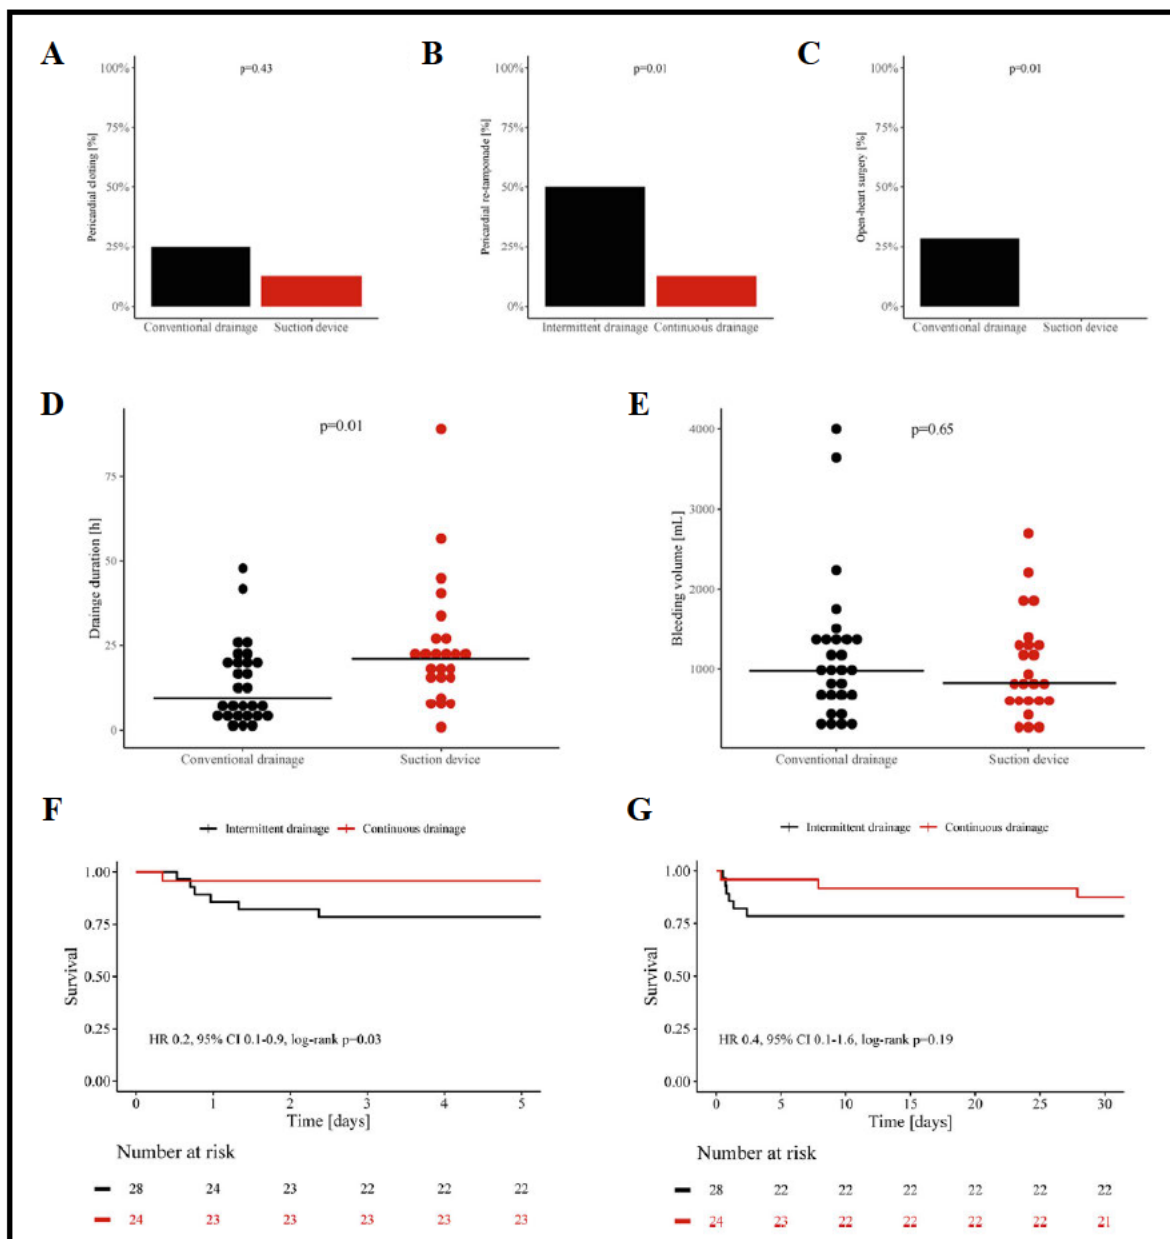 A
p=0.43
Pericardial cloting [%]
100%
75%
50%
25%
0%
Conventional drainage Suction device
B
p=0.01
Pericardial re-tamponade [%]
100%
75%
50%
25%
0%
Intermittent drainage Continuous drainage
C
p=0.01
Open-heart surgery [%]
100%
75%
50%
25%
0%
Conventional drainage Suction device
D
p=0.01
Drainge duration [h]
75
50
25
0
Conventional drainage Suction device
E
p=0.65
Bleeding volume [mL]
4000
3000
2000
1000
Conventional drainage Suction device
F
Intermittent drainage Continuous drainage
Survival
1.00
0.75
0.50
0.25
0.00
HR 0.2, 95% CI 0.1-0.9, log-rank p=0.03
0 1 2 3 4 5
Time [days]
Number at risk
28 24 23 22 22 22
24 23 23 23 23 23
G
Intermittent drainage Continuous drainage
Survival
1.00
0.75
0.50
0.25
0.00
HR 0.4, 95% CI 0.1-1.6, log-rank p=0.19
0 5 10 15 20 25 30
Time [days]
Number at risk
28 22 22 22 22 22 22
24 23 22 22 22 22 21